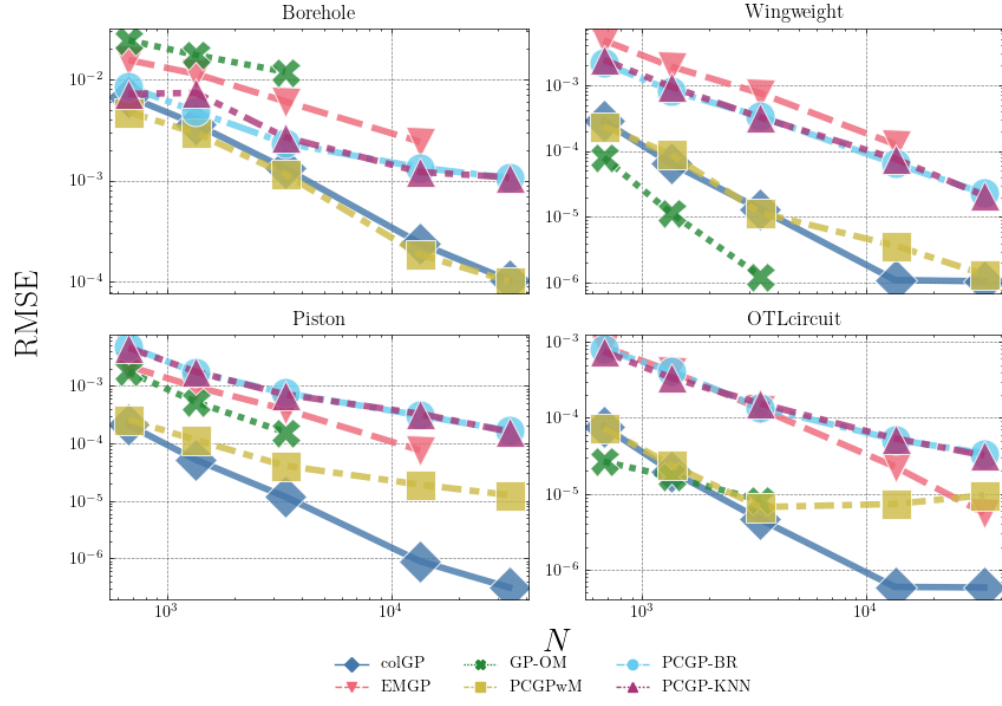 Borehole
Wingweight
10⁻²
10⁻³
10⁻⁴
10⁻³
10⁻⁴
10⁻⁵
10⁻⁶
RMSE
Piston
OTLcircuit
10⁻³
10⁻⁴
10⁻⁵
10⁻⁶
10⁻³
10⁻⁴
10⁻⁵
10⁻⁶
10³
10⁴
10³
10⁴
N
colGP
GP-OM
PCGP-BR
EMGP
PCGPwM
PCGP-KNN